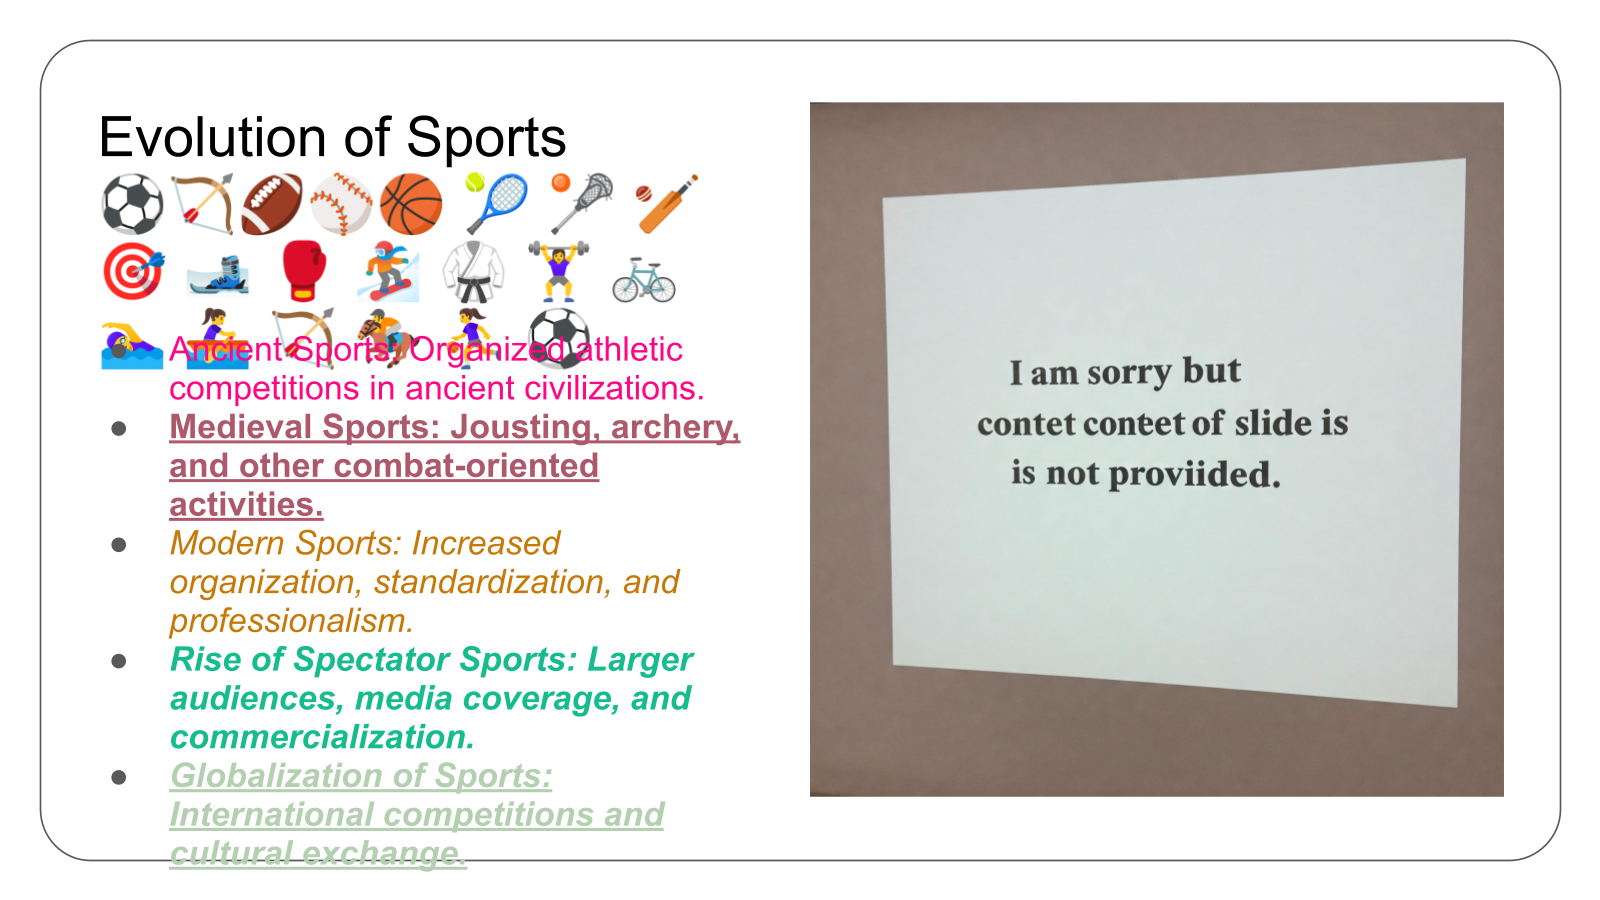 Evolution of Sports
Ancient Sports: Organized athletic
competitions in ancient civilizations.
Medieval Sports: Jousting, archery,
and other combat-oriented
activities.
Modern Sports: Increased
organization, standardization, and
professionalism.
Rise of Spectator Sports: Larger
audiences, media coverage, and
commercialization.
Globalization of Sports:
International competitions and
cultural exchange.
I am sorry but
contet conteet of slide is
is not proviided.